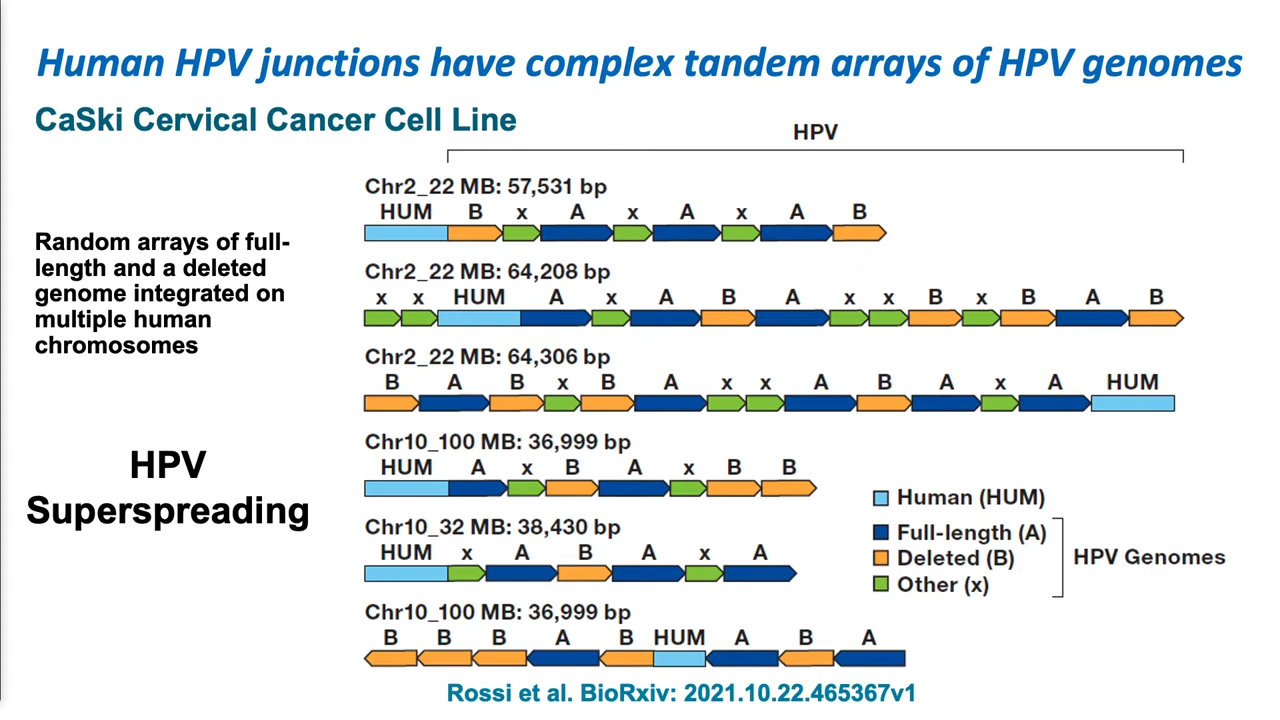 Human HPV junctions have complex tandem arrays of HPV genomes
CaSki Cervical Cancer Cell Line
HPV
Random arrays of full-
length and a deleted
genome integrated on
multiple human
chromosomes
HPV
Superspreading
Chr2_22 MB: 57,531 bp
HUM B x A x A x A B
Chr2_22 MB: 64,208 bp
x x HUM A x A B A x x B x B A B
Chr2_22 MB: 64,306 bp
B A B x B A x x A B A x A HUM
Chr10_100 MB: 36,999 bp
HUM A x B A x B B
Chr10_32 MB: 38,430 bp
HUM x A B A x A
Chr10_100 MB: 36,999 bp
B B B A B HUM A B A
Human (HUM)
Full-length (A)
Deleted (B)
Other (x)
HPV Genomes
Rossi et al. BioRxiv: 2021.10.22.465367v1